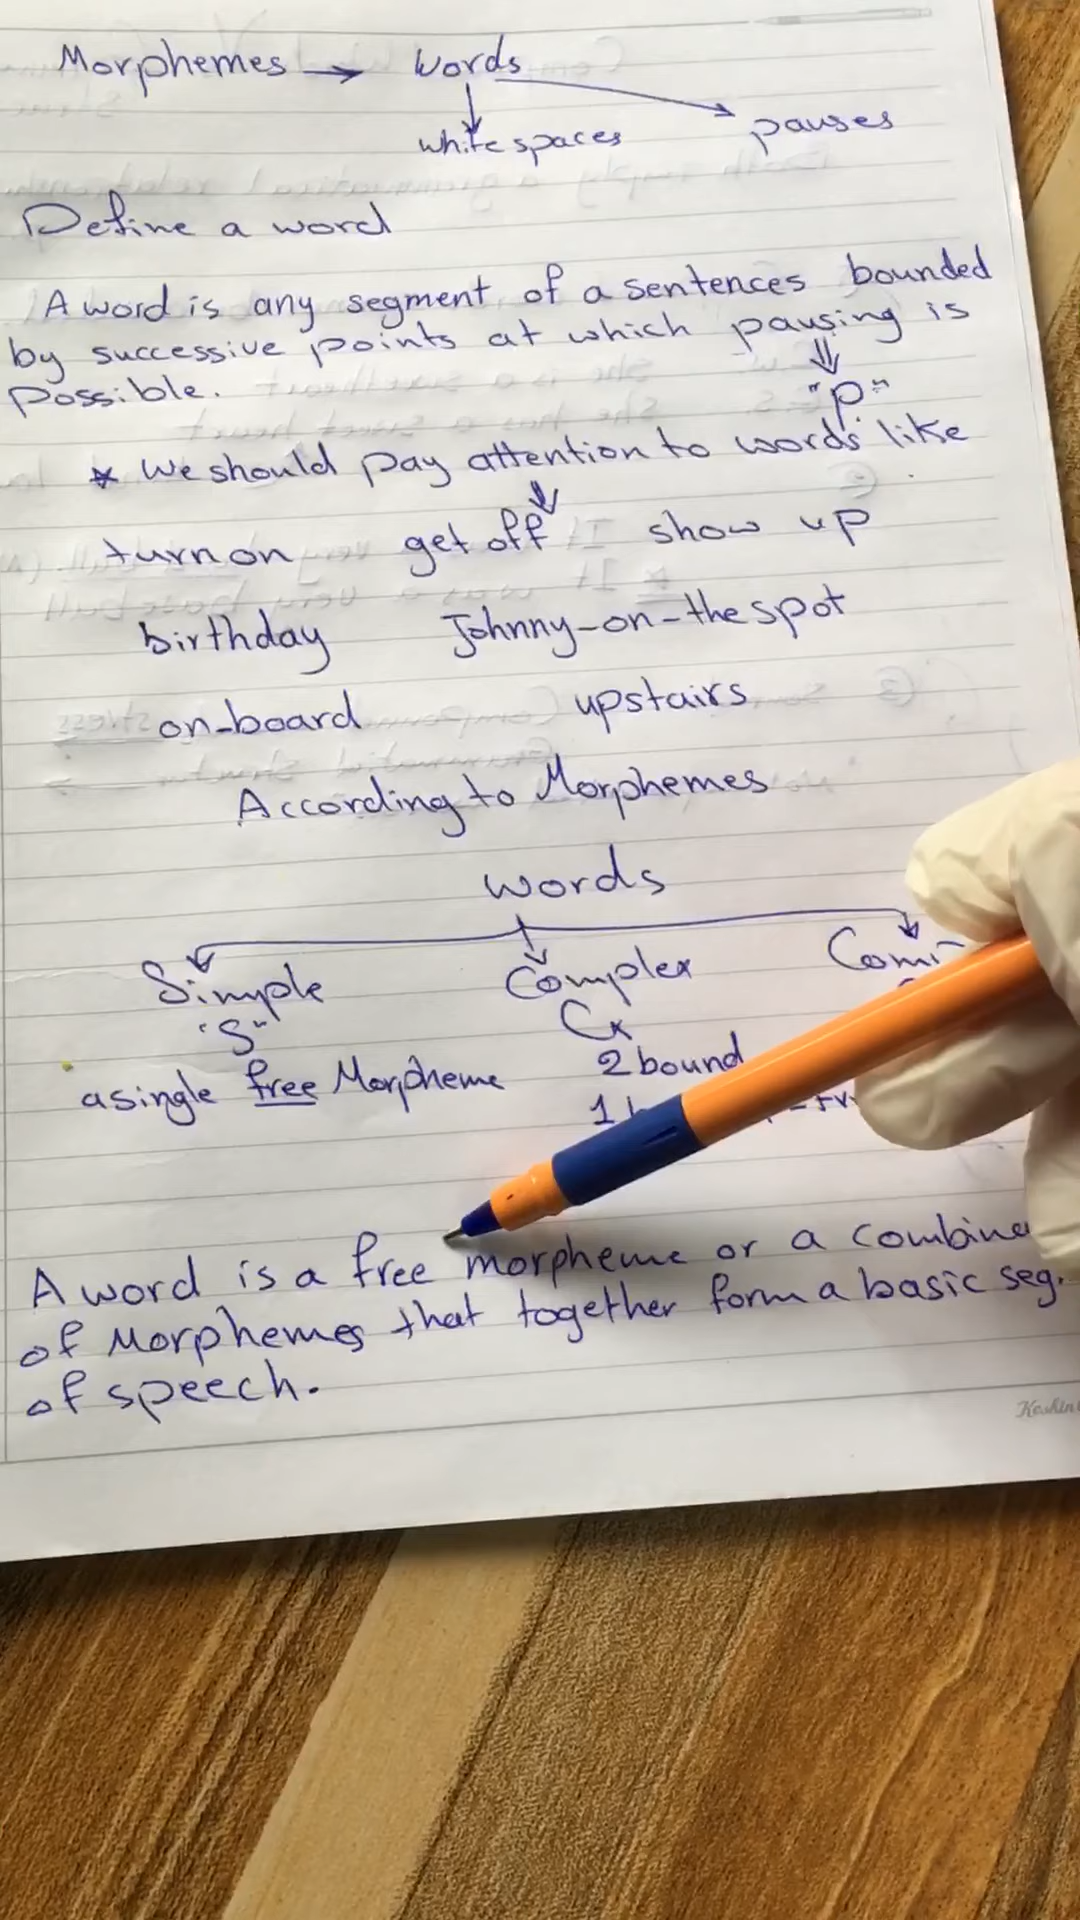 Morphemes → words
white spaces pauses
Define a word
A word is any segment of a sentences bounded
by successive points at which pausing is
possible.
"P"
* We should pay attention to words like
turn on get off show up
birthday Johnny-on-the spot
on-board upstairs
According to Morphemes
words
Simple Complex
"S" Cx
2 bound
a single free Morpheme
1
A word is a free morpheme or a
of Morphemes that together form a basic seg.
of speech.